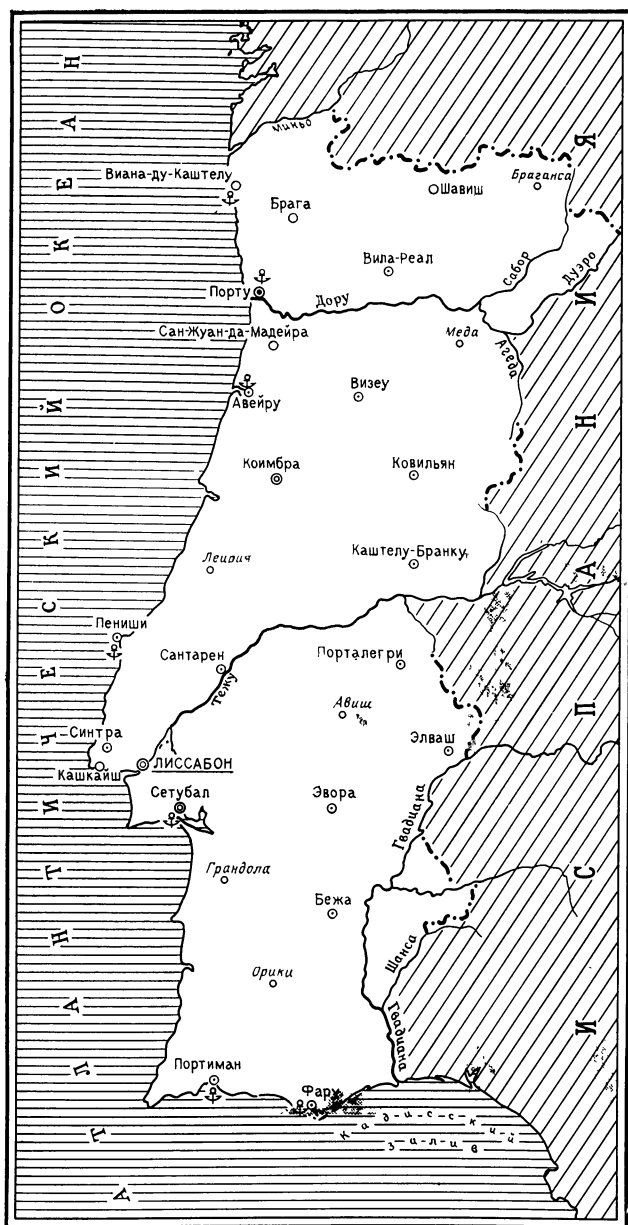 АТЛАНТИЧЕСКИЙ ОКЕАН
ИСПАНИЯ
Миньо
Виана-ду-Каштелу
Шавиш
Браганса
Брага
Вила-Реал
Сабор
Дуэро
Порту
Дору
Сан-Жуан-да-Мадейра
Меда
Агеда
Авейру
Визеу
Коимбра
Ковильян
Лейрич
Каштелу-Бранку
Пениши
Сантарен
Тежу
Порталегри
Авиш
Синтра
Элваш
Кашкайш
ЛИССАБОН
Сетубал
Эвора
Гвадиана
Грандола
Бежа
Шанса
Орики
Гвадиана
Портиман
Фару
Кадисский
залив